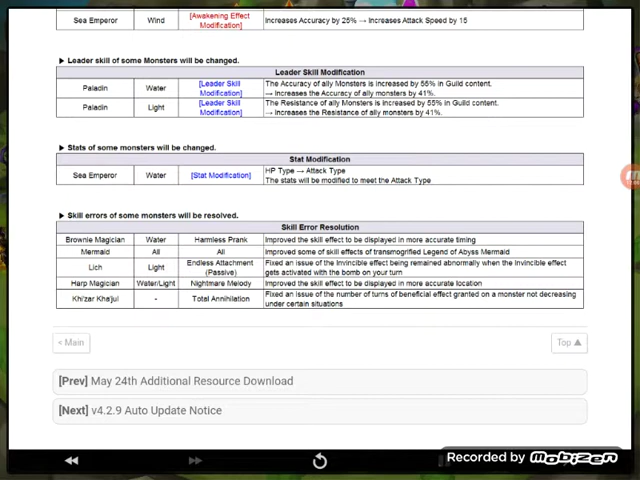 Sea Emperor Wind [Awakening Effect Modification] Increases Accuracy by 25% → Increases Attack Speed by 15
▶ Leader skill of some Monsters will be changed.
Leader Skill Modification
Paladin Water [Leader Skill Modification] The Accuracy of ally Monsters is increased by 55% in Guild content.
→ Increases the Accuracy of ally monsters by 41%.
Paladin Light [Leader Skill Modification] The Resistance of ally Monsters is increased by 55% in Guild content.
→ Increases the Resistance of ally monsters by 41%.
▶ Stats of some monsters will be changed.
Stat Modification
Sea Emperor Water [Stat Modification] HP Type → Attack Type
The stats will be modified to meet the Attack Type
▶ Skill errors of some monsters will be resolved.
Skill Error Resolution
Brownie Magician Water Harmless Prank Improved the skill effect to be displayed in more accurate timing
Mermaid All All Improved some of skill effects of transmogrified Legend of Abyss Mermaid
Lich Light Endless Attachment (Passive) Fixed an issue of the Invincible effect being remained abnormally when the Invincible effect
gets activated with the bomb on your turn
Harp Magician Water/Light Nightmare Melody Improved the skill effect to be displayed in more accurate location
Khi'zar Kha'jul - Total Annihilation Fixed an issue of the number of turns of beneficial effect granted on a monster not decreasing
under certain situations
< Main Top ▲
[Prev] May 24th Additional Resource Download
[Next] v4.2.9 Auto Update Notice
Recorded by Mobizen